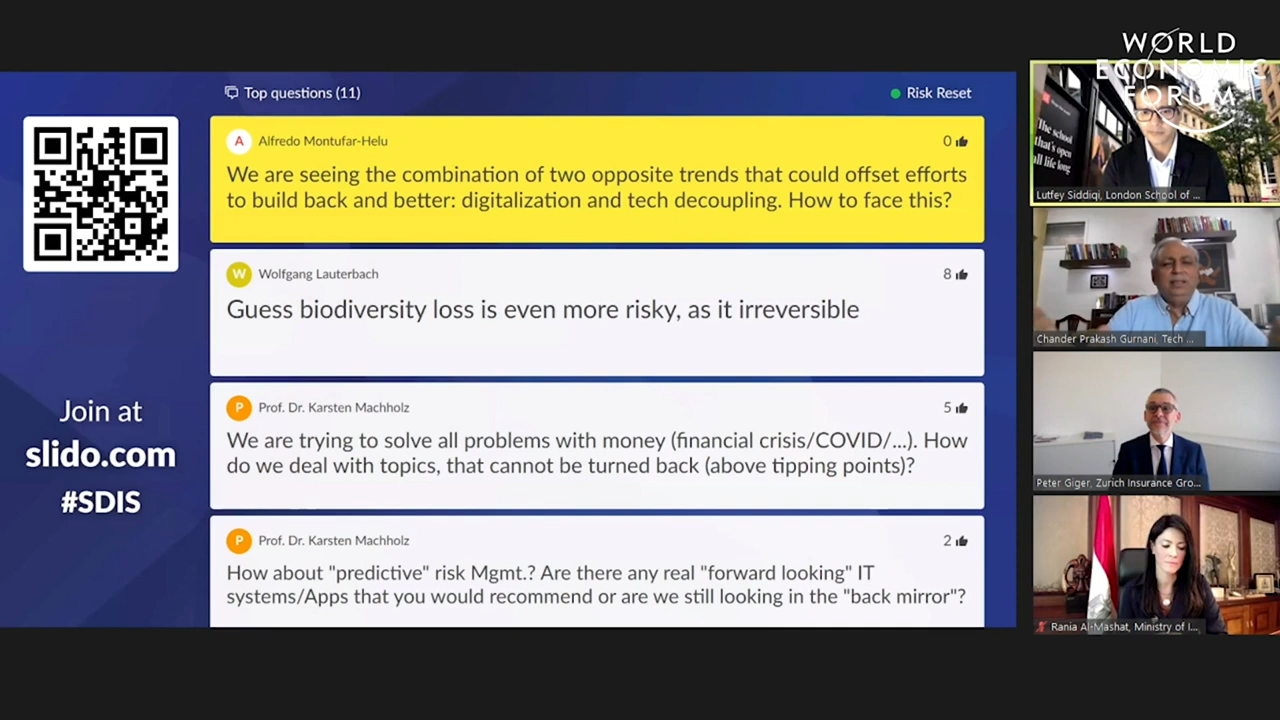 WORLD
ECONOMIC
FORUM
Top questions (11)
Risk Reset
A
Alfredo Montufar-Helu
0
We are seeing the combination of two opposite trends that could offset efforts
to build back and better: digitalization and tech decoupling. How to face this?
W
Wolfgang Lauterbach
8
Guess biodiversity loss is even more risky, as it irreversible
P
Prof. Dr. Karsten Machholz
5
We are trying to solve all problems with money (financial crisis/COVID/...). How
do we deal with topics, that cannot be turned back (above tipping points)?
P
Prof. Dr. Karsten Machholz
2
How about "predictive" risk Mgmt.? Are there any real "forward looking" IT
systems/Apps that you would recommend or are we still looking in the "back mirror"?
Join at
slido.com
#SDIS
The school
that's open
all life long
Lutfey Siddiqi, London School of ...
Chander Prakash Gurnani, Tech ...
Peter Giger, Zurich Insurance Gro...
Rania Al-Mashat, Ministry of I...